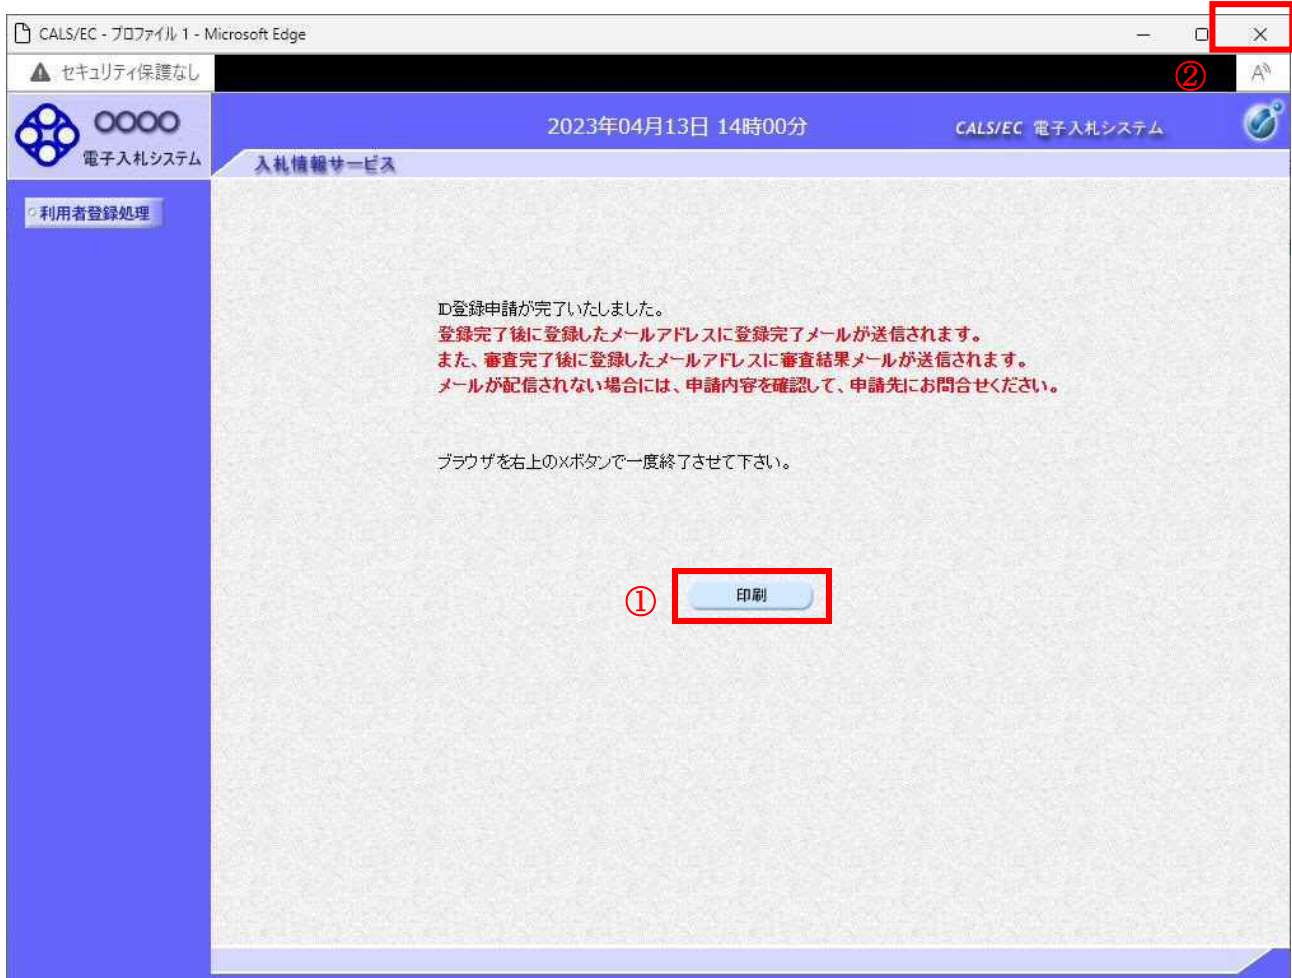 CALS/EC - プロファイル 1 - Microsoft Edge
②
セキュリティ保護なし
〇〇〇〇
電子入札システム
2023年04月13日 14時00分
CALS/EC 電子入札システム
入札情報サービス
利用者登録処理
ID登録申請が完了いたしました。
登録完了後に登録したメールアドレスに登録完了メールが送信されます。
また、審査完了後に登録したメールアドレスに審査結果メールが送信されます。
メールが配信されない場合には、申請内容を確認して、申請先にお問合せください。
ブラウザを右上の×ボタンで一度終了させて下さい。
①
印刷